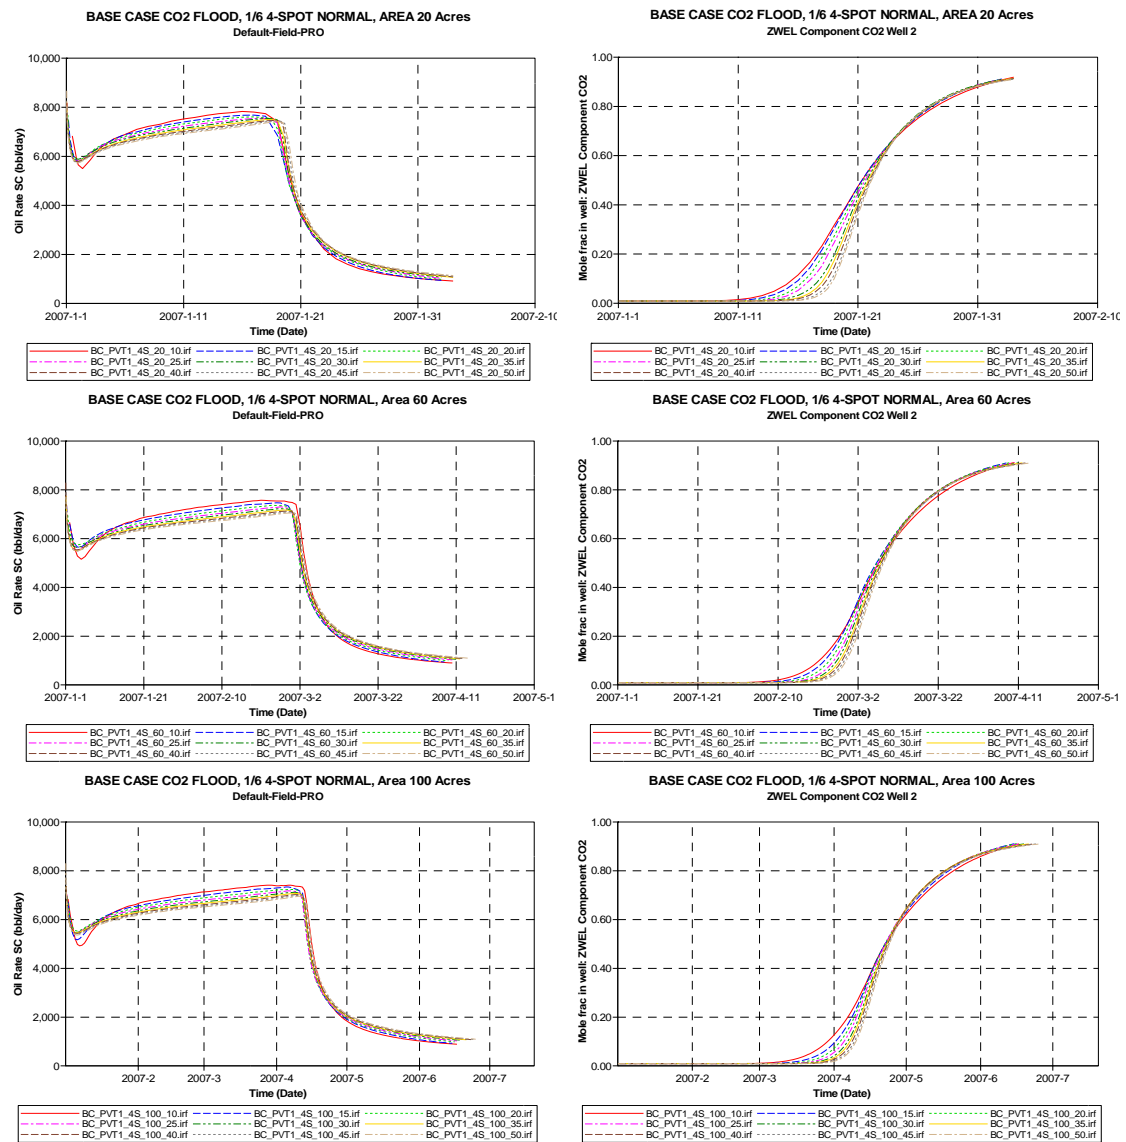 BASE CASE CO2 FLOOD, 1/6 4-SPOT NORMAL, AREA 20 Acres
Default-Field-PRO
Oil Rate SC (bbl/day)
10,000
8,000
6,000
4,000
2,000
0
2007-1-1 2007-1-11 2007-1-21 2007-1-31 2007-2-10
Time (Date)
BC_PVT1_4S_20_10.irf BC_PVT1_4S_20_15.irf BC_PVT1_4S_20_20.irf
BC_PVT1_4S_20_25.irf BC_PVT1_4S_20_30.irf BC_PVT1_4S_20_35.irf
BC_PVT1_4S_20_40.irf BC_PVT1_4S_20_45.irf BC_PVT1_4S_20_50.irf
BASE CASE CO2 FLOOD, 1/6 4-SPOT NORMAL, AREA 20 Acres
ZWEL Component CO2 Well 2
Mole frac in well: ZWEL Component CO2
1.00
0.80
0.60
0.40
0.20
0.00
2007-1-1 2007-1-11 2007-1-21 2007-1-31 2007-2-10
Time (Date)
BC_PVT1_4S_20_10.irf BC_PVT1_4S_20_15.irf BC_PVT1_4S_20_20.irf
BC_PVT1_4S_20_25.irf BC_PVT1_4S_20_30.irf BC_PVT1_4S_20_35.irf
BC_PVT1_4S_20_40.irf BC_PVT1_4S_20_45.irf BC_PVT1_4S_20_50.irf
BASE CASE CO2 FLOOD, 1/6 4-SPOT NORMAL, Area 60 Acres
Default-Field-PRO
Oil Rate SC (bbl/day)
10,000
8,000
6,000
4,000
2,000
0
2007-1-1 2007-1-21 2007-2-10 2007-3-2 2007-3-22 2007-4-11 2007-5-1
Time (Date)
BC_PVT1_4S_60_10.irf BC_PVT1_4S_60_15.irf BC_PVT1_4S_60_20.irf
BC_PVT1_4S_60_25.irf BC_PVT1_4S_60_30.irf BC_PVT1_4S_60_35.irf
BC_PVT1_4S_60_40.irf BC_PVT1_4S_60_45.irf BC_PVT1_4S_60_50.irf
BASE CASE CO2 FLOOD, 1/6 4-SPOT NORMAL, Area 60 Acres
ZWEL Component CO2 Well 2
Mole frac in well: ZWEL Component CO2
1.00
0.80
0.60
0.40
0.20
0.00
2007-1-1 2007-1-21 2007-2-10 2007-3-2 2007-3-22 2007-4-11 2007-5-1
Time (Date)
BC_PVT1_4S_60_10.irf BC_PVT1_4S_60_15.irf BC_PVT1_4S_60_20.irf
BC_PVT1_4S_60_25.irf BC_PVT1_4S_60_30.irf BC_PVT1_4S_60_35.irf
BC_PVT1_4S_60_40.irf BC_PVT1_4S_60_45.irf BC_PVT1_4S_60_50.irf
BASE CASE CO2 FLOOD, 1/6 4-SPOT NORMAL, Area 100 Acres
Default-Field-PRO
Oil Rate SC (bbl/day)
10,000
8,000
6,000
4,000
2,000
0
2007-2 2007-3 2007-4 2007-5 2007-6 2007-7
Time (Date)
BC_PVT1_4S_100_10.irf BC_PVT1_4S_100_15.irf BC_PVT1_4S_100_20.irf
BC_PVT1_4S_100_25.irf BC_PVT1_4S_100_30.irf BC_PVT1_4S_100_35.irf
BC_PVT1_4S_100_40.irf BC_PVT1_4S_100_45.irf BC_PVT1_4S_100_50.irf
BASE CASE CO2 FLOOD, 1/6 4-SPOT NORMAL, Area 100 Acres
ZWEL Component CO2 Well 2
Mole frac in well: ZWEL Component CO2
1.00
0.80
0.60
0.40
0.20
0.00
2007-2 2007-3 2007-4 2007-5 2007-6 2007-7
Time (Date)
BC_PVT1_4S_100_10.irf BC_PVT1_4S_100_15.irf BC_PVT1_4S_100_20.irf
BC_PVT1_4S_100_25.irf BC_PVT1_4S_100_30.irf BC_PVT1_4S_100_35.irf
BC_PVT1_4S_100_40.irf BC_PVT1_4S_100_45.irf BC_PVT1_4S_100_50.irf